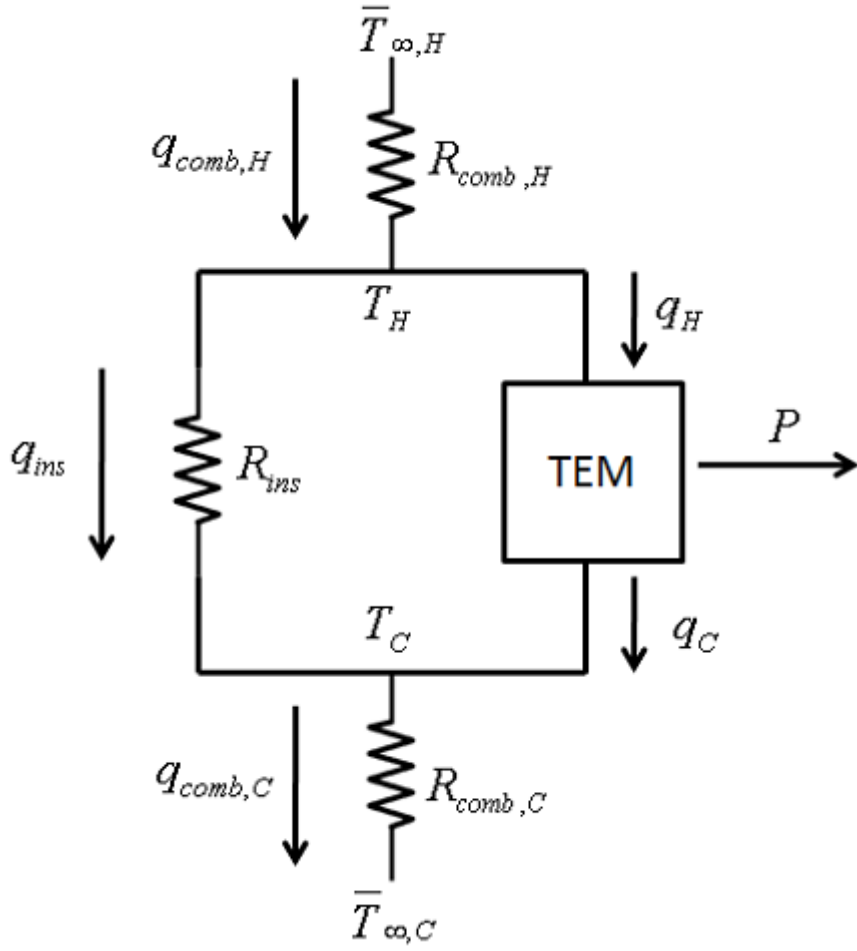 T̅∞,H
q_comb,H
R_comb,H
T_H
q_H
P
q_ins
R_ins
TEM
T_C
q_C
q_comb,C
R_comb,C
T̅∞,C